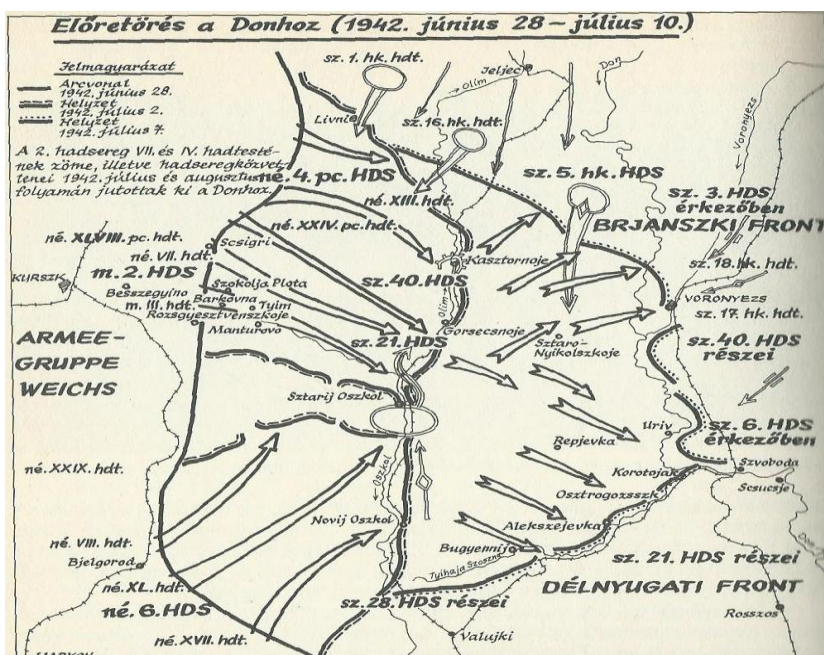 Előretörés a Donhoz (1942. június 28 – július 10.)
Jelmagyarázat
Arcvonal
1942. június 28.
Helyzet
1942. július 2.
Helyzet
1942. július 7.
A 2. hadsereg VII. és IV. hadtesté-
nek zöme, illetve hadseregközvet-
lenei 1942. július és augusztus
folyamán jutottak ki a Donhoz.
sz. 1. hk. hdt.
Jeljec
Olim
Don
Voronyezs
Livni
sz. 16. hk. hdt.
né. 4. pc. HDS
sz. 5. hk. HDS
né. XIII. hdt.
sz. 3. HDS
érkezőben
né. XXIV. pc. hdt.
BRJANSZKI FRONT
né. XLVIII. pc. hdt.
Scsigri
né. VII. hdt.
Kasztornoje
sz. 18. hk. hdt.
m. 2. HDS
sz. 40. HDS
KURSZK
Szokolja Plota
Besszegyino
Barkovna
Tyim
m. III. hdt.
Olim
VORONYEZS
Rozsgyesztvenszkoje
sz. 17. hk. hdt.
Manturovo
Gorsecsnoje
ARMEE-
GRUPPE
WEICHS
sz. 21. HDS
Sztaro-
Nyikolszkoje
sz. 40. HDS
részei
Sztarij Oszkol
Uriv
sz. 6. HDS
érkezőben
Repjevka
né. XXIX. hdt.
Oszkol
Korotojak
Szvoboda
Osztrogozsszk
Scsucsje
Novij Oszkol
Alekszejevka
Don
né. VIII. hdt.
Bugyennij
Bjelgorod
Tyihaja Szoszna
sz. 21. HDS részei
né. XL. hdt.
DÉLNYUGATI FRONT
né. 6. HDS
sz. 28. HDS részei
Rosszos
né. XVII. hdt.
Valujki